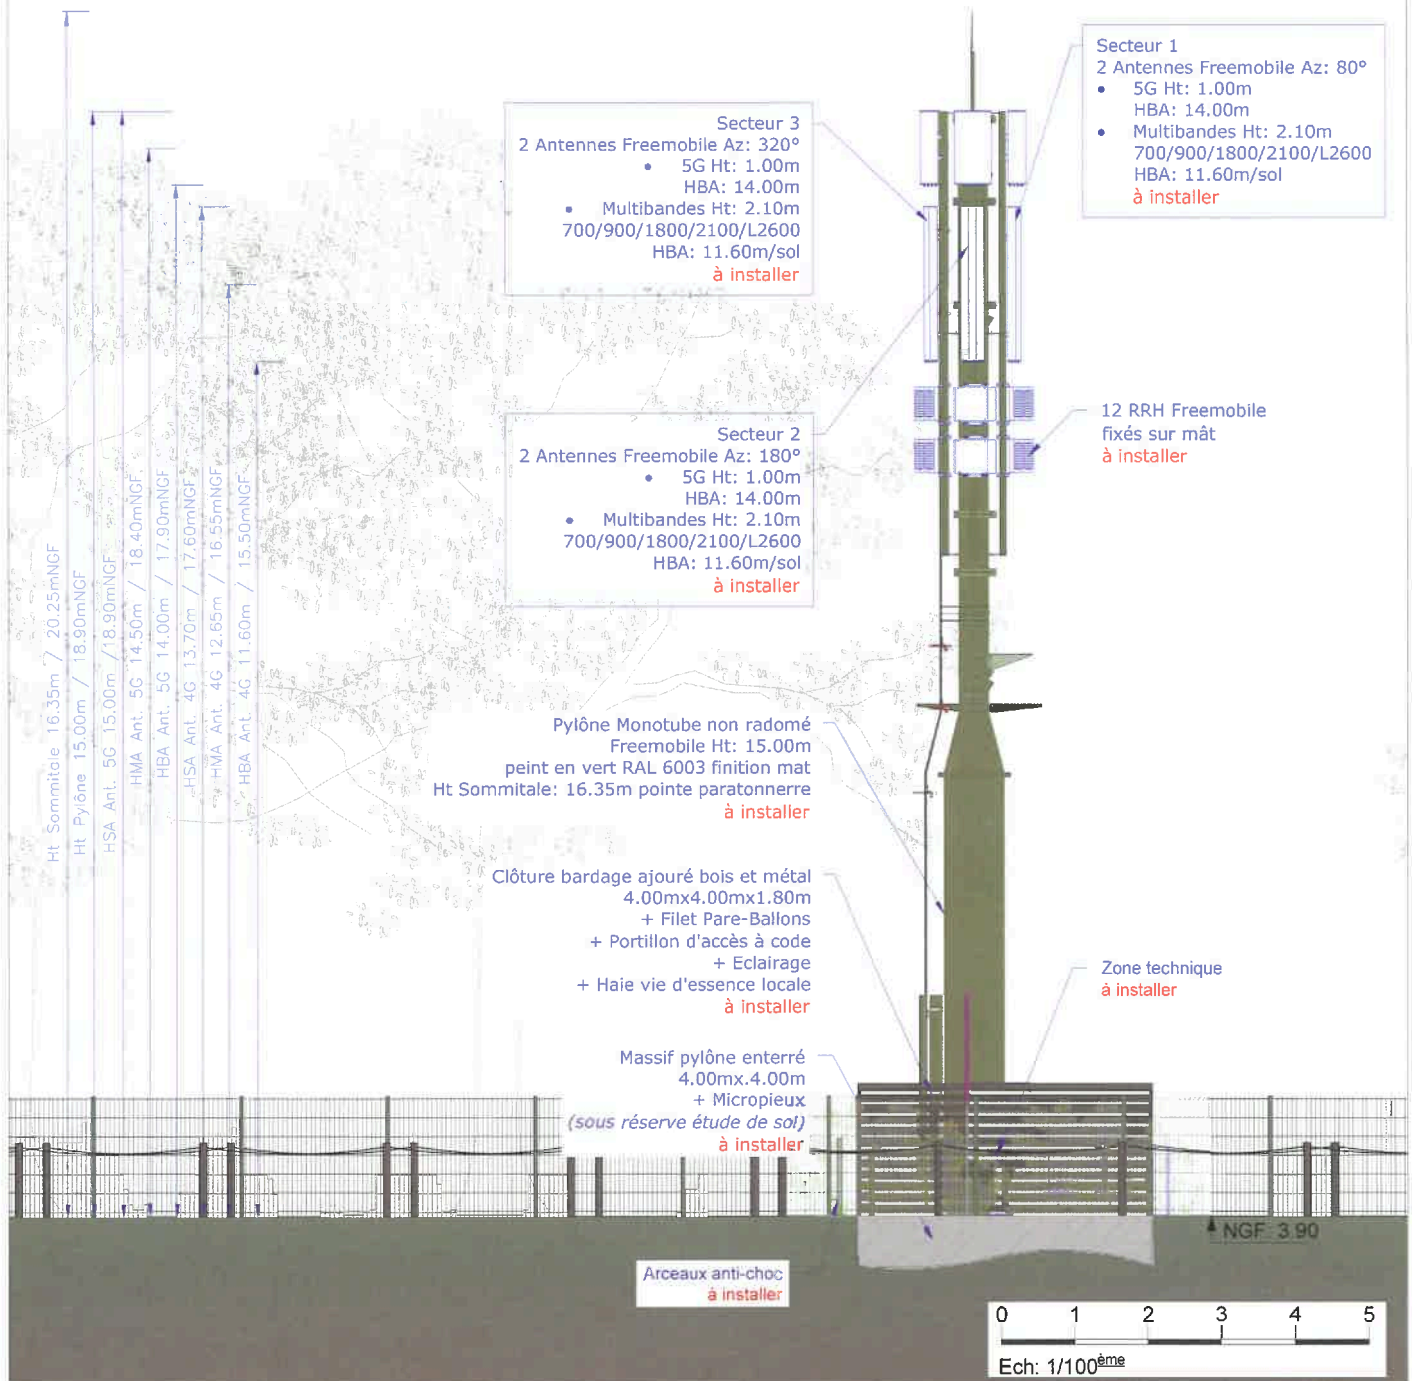 Secteur 1
2 Antennes Freemobile Az: 80°
• 5G Ht: 1.00m
HBA: 14.00m
• Multibandes Ht: 2.10m
700/900/1800/2100/L2600
HBA: 11.60m/sol
à installer
Secteur 3
2 Antennes Freemobile Az: 320°
• 5G Ht: 1.00m
HBA: 14.00m
• Multibandes Ht: 2.10m
700/900/1800/2100/L2600
HBA: 11.60m/sol
à installer
12 RRH Freemobile
fixés sur mât
à installer
Secteur 2
2 Antennes Freemobile Az: 180°
• 5G Ht: 1.00m
HBA: 14.00m
• Multibandes Ht: 2.10m
700/900/1800/2100/L2600
HBA: 11.60m/sol
à installer
Ht Sommitale 16.35m / 20.25mNGF
Ht Pylône 15.00m / 18.90mNGF
HSA Ant. 5G 15.00m /18.90mNGF
HMA Ant. 5G 14.50m / 18.40mNGF
HBA Ant. 5G 14.00m / 17.90mNGF
HSA Ant. 4G 13.70m / 17.60mNGF
HMA Ant. 4G 12.65m / 16.55mNGF
HBA Ant. 4G 11.60m / 15.50mNGF
Pylône Monotube non radomé
Freemobile Ht: 15.00m
peint en vert RAL 6003 finition mat
Ht Sommitale: 16.35m pointe paratonnerre
à installer
Clôture bardage ajouré bois et métal
4.00mx4.00mx1.80m
+ Filet Pare-Ballons
+ Portillon d'accès à code
+ Eclairage
+ Haie vie d'essence locale
à installer
Zone technique
à installer
Massif pylône enterré
4.00mx.4.00m
+ Micropieux
(sous réserve étude de sol)
à installer
NGF: 3.90
Arceaux anti-choc
à installer
0 1 2 3 4 5
Ech: 1/100ème